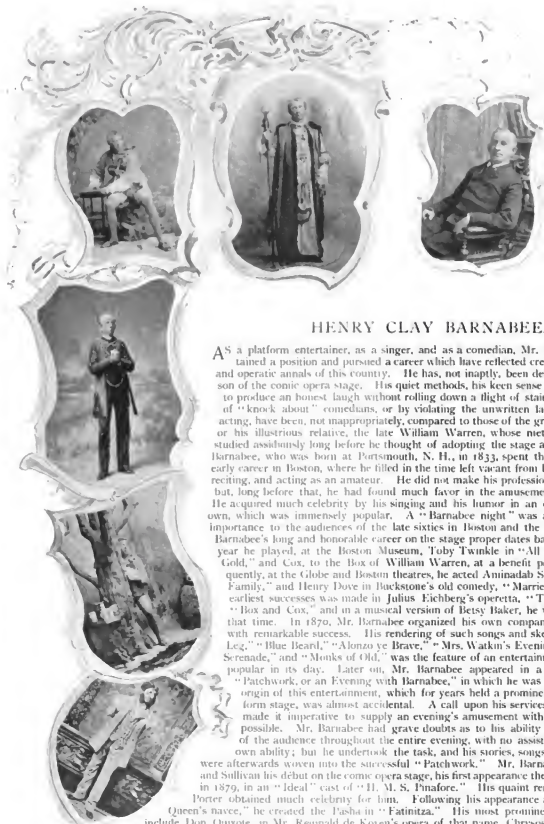 HENRY CLAY BARNABEE.
AS a platform entertainer, as a singer, and as a comedian, Mr.
tained a position and pursued a career which have reflected cre
and operatic annals of this country. He has, not inaptly, been de
son of the comic opera stage. His quiet methods, his keen sense
to produce an honest laugh without rolling down a flight of stair
of "knock about" comedians, or by violating the unwritten la
acting, have been, not inappropriately, compared to those of the gr
or his illustrious relative, the late William Warren, whose met
studied assiduously long before he thought of adopting the stage a
Barnabee, who was born at Portsmouth, N. H., in 1833, spent th
early career in Boston, where he filled in the time left vacant from
reciting, and acting as an amateur. He did not make his professio
but, long before that, he had found much favor in the amuseme
He acquired much celebrity by his singing and his humor in an
own, which was immensely popular. A "Barnabee night" was a
importance to the audiences of the late sixties in Boston and the
Barnabee's long and honorable career on the stage proper dates ba
year he played, at the Boston Museum, Toby Twinkle in "All
Gold," and Cox, to the Box of William Warren, at a benefit p
quently, at the Globe and Boston theatres, he acted Aminadab S
Family," and Henry Dove in Buckstone's old comedy, "Marrie
earliest successes was made in Julius Eichberg's operetta, "T
"Box and Cox," and in a musical version of Betsy Baker, he
that time. In 1870, Mr. Barnabee organized his own compan
with remarkable success. His rendering of such songs and ske
Leg," "Blue Beard," "Alonzo ye Brave," "Mrs. Watkin's Evenin
Serenade," and "Monks of Old," was the feature of an entertainm
popular in its day. Later on, Mr. Barnabee appeared in a
"Patchwork, or an Evening with Barnabee," in which he was
origin of this entertainment, which for years held a promine
form stage, was almost accidental. A call upon his services
made it imperative to supply an evening's amusement with
possible. Mr. Barnabee had grave doubts as to his ability
of the audience throughout the entire evening, with no assist
own ability; but he undertook the task, and his stories, songs
were afterwards woven into the successful "Patchwork." Mr. Barna
and Sullivan his début on the comic opera stage, his first appearance the
in 1879, in an "Ideal" cast of "H. M. S. Pinafore." His quaint re
Porter obtained much celebrity for him. Following his appearance
Queen's navee," he created the Pasha in "Fatinitza." His most promine
include Don Quixote, in Mr. Reginald de Koven's opera of that name, Chrysos